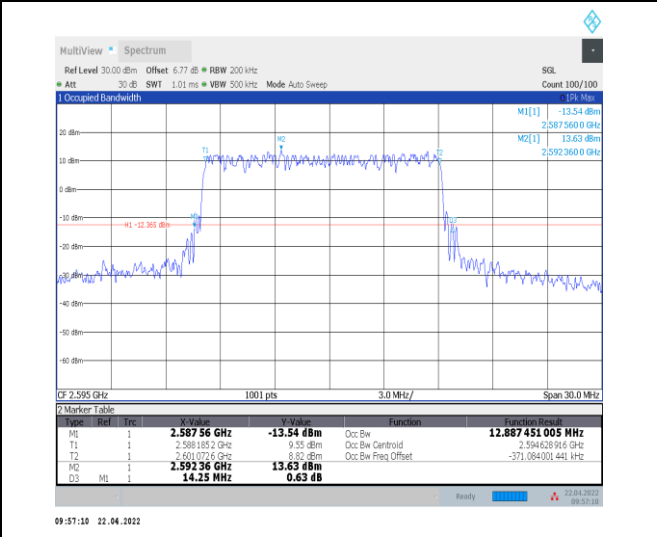 MultiView Spectrum
Ref Level 30.00 dBm Offset 6.77 dB RBW 200 kHz SGL
Att 30 dB SWT 1.01 ms VBW 500 kHz Mode Auto Sweep Count 100/100
1 Occupied Bandwidth 1Pk Max
M1[1] -13.54 dBm
2.587560 0 GHz
M2[1] 13.63 dBm
2.592360 0 GHz
20 dBm
M2
T1
T2
10 dBm
0 dBm
-10 dBm
M1
D3
H1 -12.365 dBm
-20 dBm
-30 dBm
-40 dBm
-50 dBm
-60 dBm
CF 2.595 GHz 1001 pts 3.0 MHz/ Span 30.0 MHz
2 Marker Table
Type Ref Trc X-Value Y-Value Function Function Result
M1 1 2.587 56 GHz -13.54 dBm Occ Bw 12.887 451 005 MHz
T1 1 2.588 185 2 GHz 9.55 dBm Occ Bw Centroid 2.594 628 916 GHz
T2 1 2.601 072 6 GHz 8.82 dBm Occ Bw Freq Offset -371.084 001 441 kHz
M2 1 2.592 36 GHz 13.63 dBm
D3 M1 1 14.25 MHz 0.63 dB
Ready 22.04.2022
09:57:10
09:57:10 22.04.2022